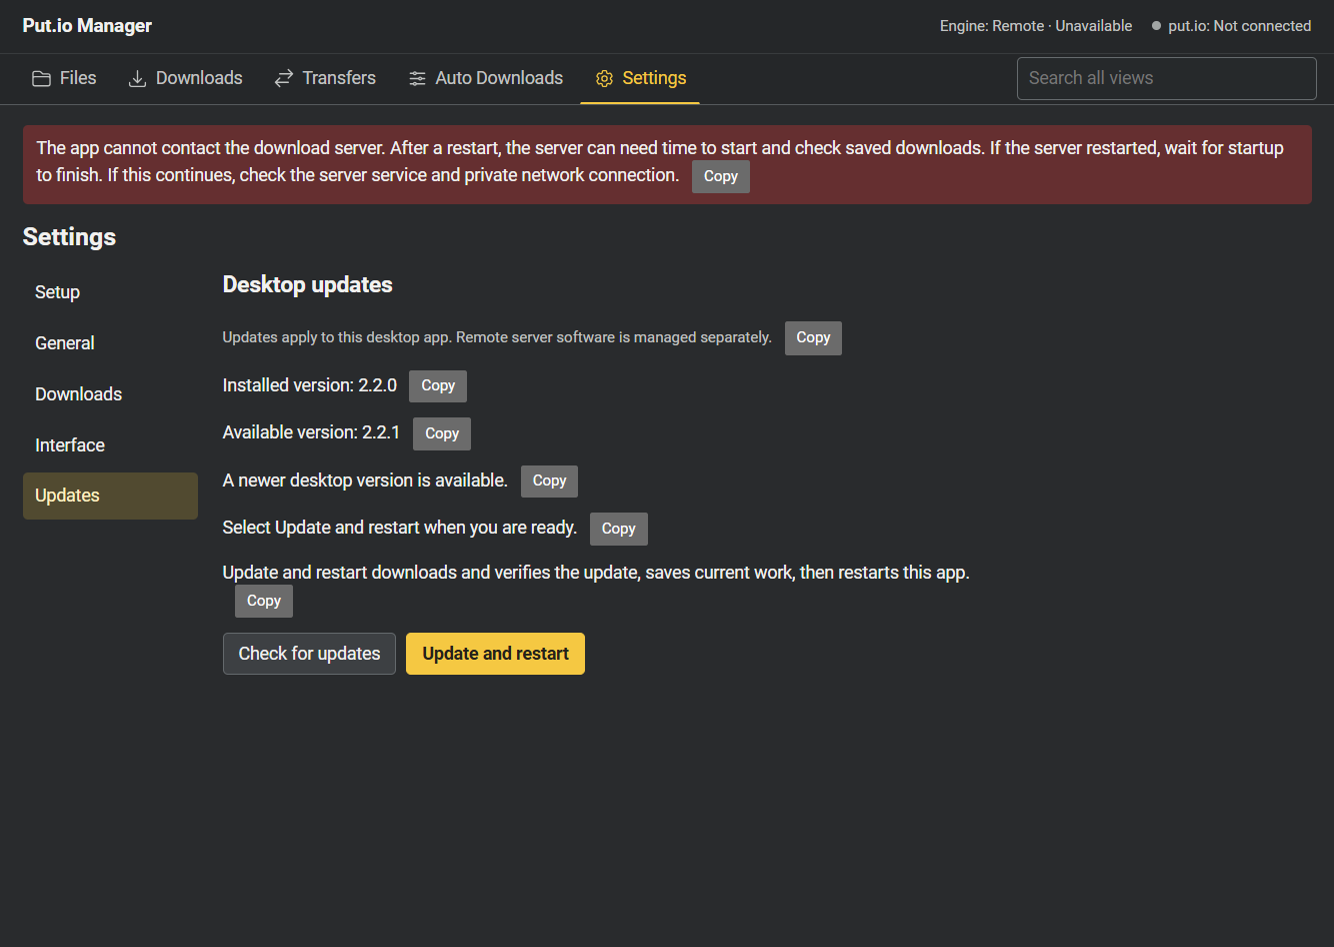 Put.io Manager
Engine: Remote · Unavailable
put.io: Not connected
Files
Downloads
Transfers
Auto Downloads
Settings
Search all views
The app cannot contact the download server. After a restart, the server can need time to start and check saved downloads. If the server restarted, wait for startup
to finish. If this continues, check the server service and private network connection. Copy
Settings
Setup
General
Downloads
Interface
Updates
Desktop updates
Updates apply to this desktop app. Remote server software is managed separately. Copy
Installed version: 2.2.0 Copy
Available version: 2.2.1 Copy
A newer desktop version is available. Copy
Select Update and restart when you are ready. Copy
Update and restart downloads and verifies the update, saves current work, then restarts this app.
Copy
Check for updates
Update and restart